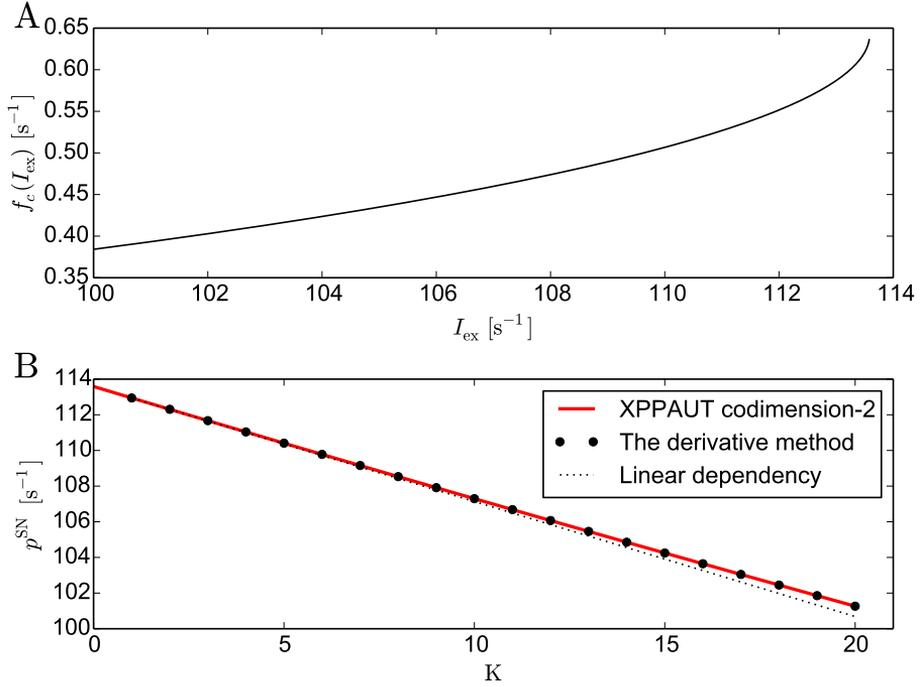 A
0.65
0.60
0.55
0.50
0.45
0.40
0.35
f_c(I_ex) [s⁻¹]
100 102 104 106 108 110 112 114
I_ex [s⁻¹]
B
114
112
110
108
106
104
102
100
p^SN [s⁻¹]
XPPAUT codimension-2
The derivative method
Linear dependency
0 5 10 15 20
K